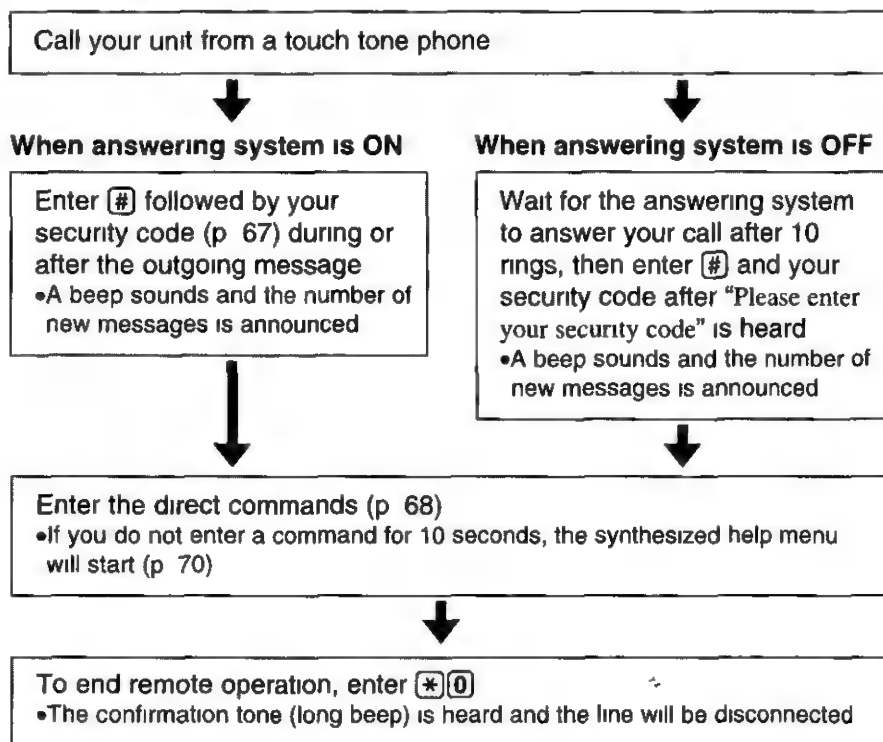 Call your unit from a touch tone phone
When answering system is ON
Enter # followed by your
security code (p 67) during or
after the outgoing message
•A beep sounds and the number of
new messages is announced
When answering system is OFF
Wait for the answering system
to answer your call after 10
rings, then enter # and your
security code after “Please enter
your security code” is heard
•A beep sounds and the number of
new messages is announced
Enter the direct commands (p 68)
•If you do not enter a command for 10 seconds, the synthesized help menu
will start (p 70)
To end remote operation, enter * 0
•The confirmation tone (long beep) is heard and the line will be disconnected